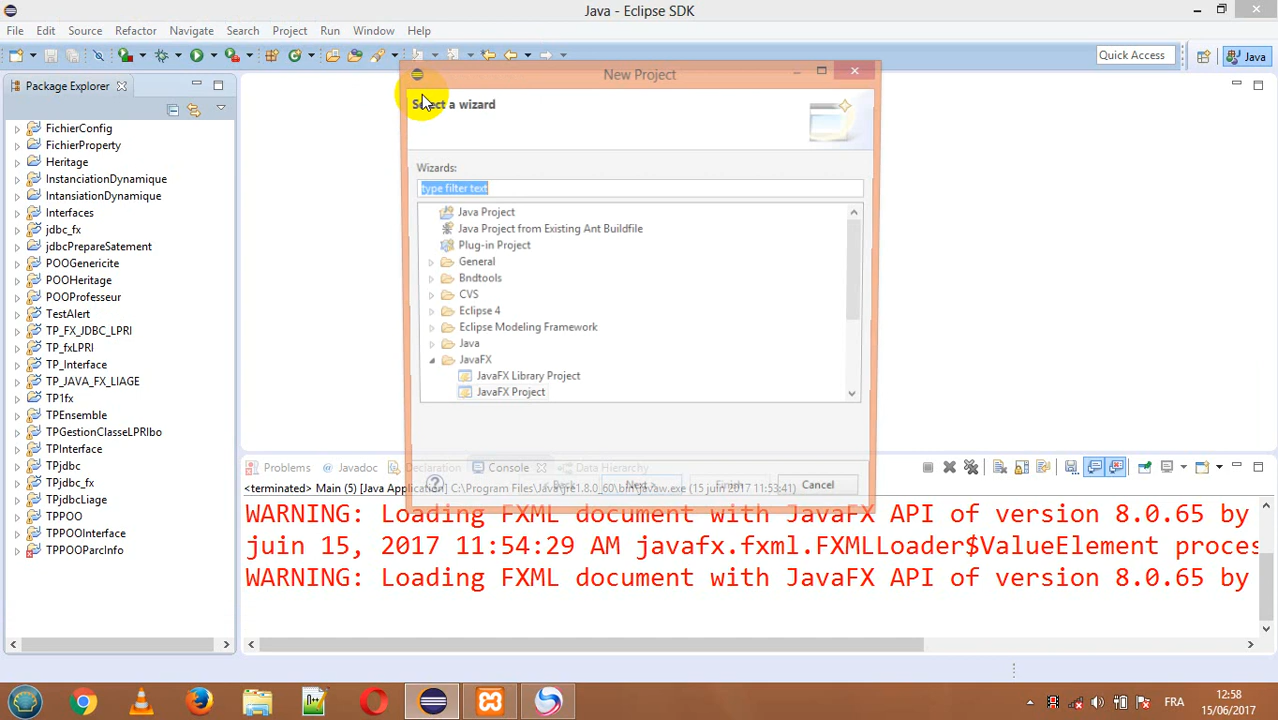 Java - Eclipse SDK
File Edit Source Refactor Navigate Search Project Run Window Help
Quick Access
Java
Package Explorer
FichierConfig
FichierProperty
Heritage
InstanciationDynamique
IntansiationDynamique
Interfaces
jdbc_fx
jdbcPrepareSatement
POOGenericite
POOHeritage
POOProfesseur
TestAlert
TP_FX_JDBC_LPRI
TP_fxLPRI
TP_Interface
TP_JAVA_FX_LIAGE
TP1fx
TPEnsemble
TPGestionClasseLPRIbo
TPInterface
TPjdbc
TPjdbc_fx
TPjdbcLiage
TPPOO
TPPOOInterface
TPPOOParcInfo
New Project
Select a wizard
Wizards:
type filter text
Java Project
Java Project from Existing Ant Buildfile
Plug-in Project
General
Bndtools
CVS
Eclipse 4
Eclipse Modeling Framework
Java
JavaFX
JavaFX Library Project
JavaFX Project
Back Next > Finish Cancel
Problems Javadoc Declaration Console Data Hierarchy
<terminated> Main (5) [Java Application] C:\Program Files\Java\jre1.8.0_60\bin\javaw.exe (15 juin 2017 11:53:41)
WARNING: Loading FXML document with JavaFX API of version 8.0.65 by
juin 15, 2017 11:54:29 AM javafx.fxml.FXMLLoader$ValueElement proces
WARNING: Loading FXML document with JavaFX API of version 8.0.65 by
FRA
12:58
15/06/2017